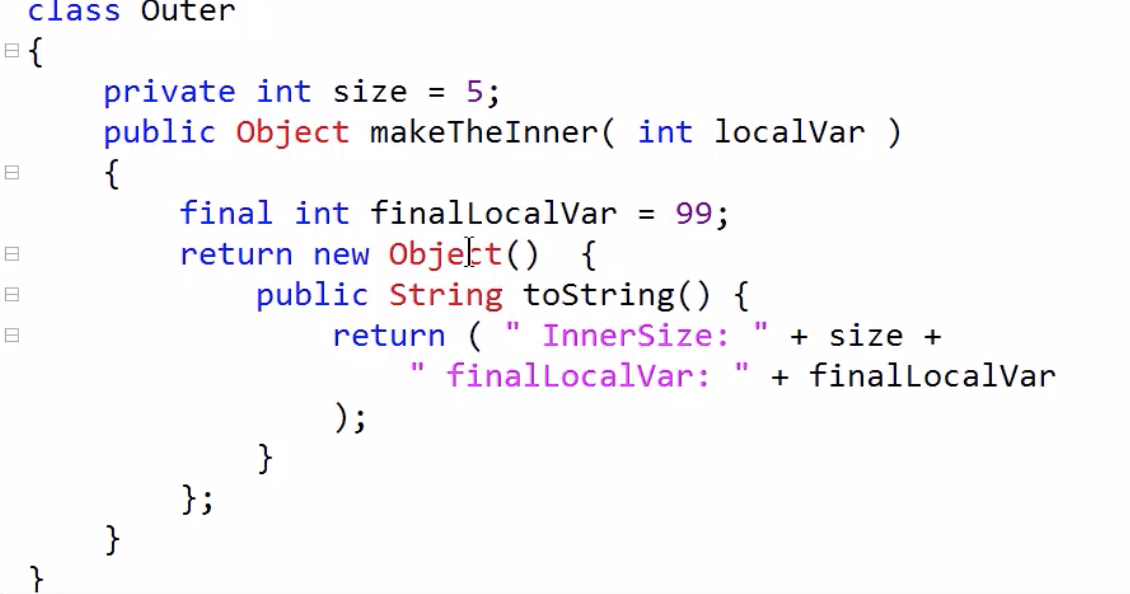 class Outer
{
    private int size = 5;
    public Object makeTheInner( int localVar )
    {
        final int finalLocalVar = 99;
        return new Object()  {
            public String toString() {
                return ( " InnerSize: " + size +
                    " finalLocalVar: " + finalLocalVar
                );
            }
        };
    }
}